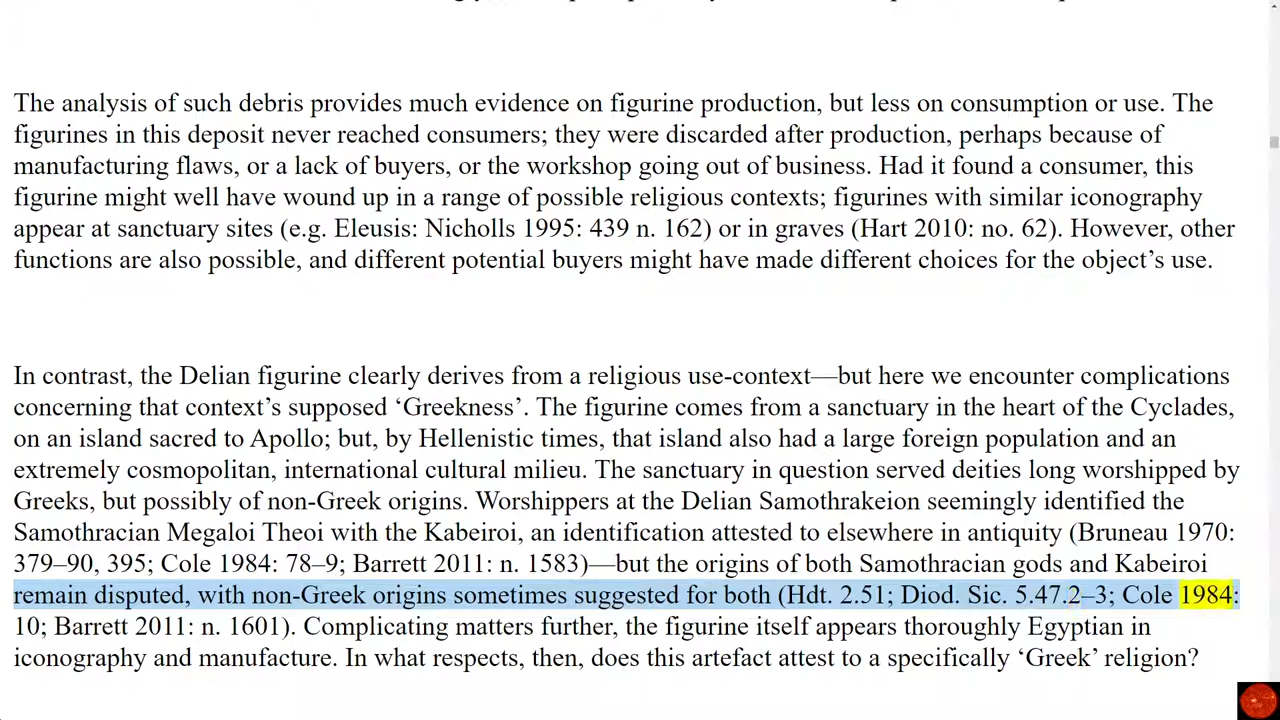 The analysis of such debris provides much evidence on figurine production, but less on consumption or use. The
figurines in this deposit never reached consumers; they were discarded after production, perhaps because of
manufacturing flaws, or a lack of buyers, or the workshop going out of business. Had it found a consumer, this
figurine might well have wound up in a range of possible religious contexts; figurines with similar iconography
appear at sanctuary sites (e.g. Eleusis: Nicholls 1995: 439 n. 162) or in graves (Hart 2010: no. 62). However, other
functions are also possible, and different potential buyers might have made different choices for the object’s use.
In contrast, the Delian figurine clearly derives from a religious use-context—but here we encounter complications
concerning that context’s supposed ‘Greekness’. The figurine comes from a sanctuary in the heart of the Cyclades,
on an island sacred to Apollo; but, by Hellenistic times, that island also had a large foreign population and an
extremely cosmopolitan, international cultural milieu. The sanctuary in question served deities long worshipped by
Greeks, but possibly of non-Greek origins. Worshippers at the Delian Samothrakeion seemingly identified the
Samothracian Megaloi Theoi with the Kabeiroi, an identification attested to elsewhere in antiquity (Bruneau 1970:
379–90, 395; Cole 1984: 78–9; Barrett 2011: n. 1583)—but the origins of both Samothracian gods and Kabeiroi
remain disputed, with non-Greek origins sometimes suggested for both (Hdt. 2.51; Diod. Sic. 5.47.2–3; Cole 1984:
10; Barrett 2011: n. 1601). Complicating matters further, the figurine itself appears thoroughly Egyptian in
iconography and manufacture. In what respects, then, does this artefact attest to a specifically ‘Greek’ religion?